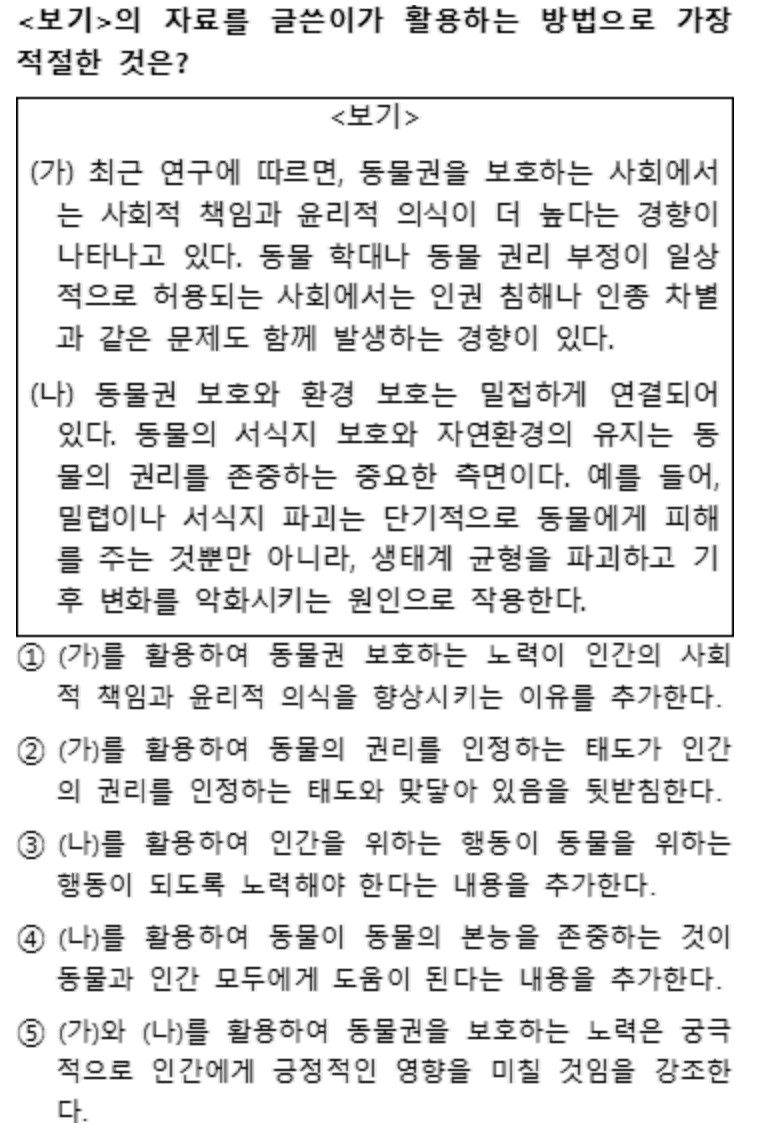 <보기>의 자료를 글쓴이가 활용하는 방법으로 가장
적절한 것은?
<보기>
(가) 최근 연구에 따르면, 동물권을 보호하는 사회에서
는 사회적 책임과 윤리적 의식이 더 높다는 경향이
나타나고 있다. 동물 학대나 동물 권리 부정이 일상
적으로 허용되는 사회에서는 인권 침해나 인종 차별
과 같은 문제도 함께 발생하는 경향이 있다.
(나) 동물권 보호와 환경 보호는 밀접하게 연결되어
있다. 동물의 서식지 보호와 자연환경의 유지는 동
물의 권리를 존중하는 중요한 측면이다. 예를 들어,
밀렵이나 서식지 파괴는 단기적으로 동물에게 피해
를 주는 것뿐만 아니라, 생태계 균형을 파괴하고 기
후 변화를 악화시키는 원인으로 작용한다.
① (가)를 활용하여 동물권 보호하는 노력이 인간의 사회
적 책임과 윤리적 의식을 향상시키는 이유를 추가한다.
② (가)를 활용하여 동물의 권리를 인정하는 태도가 인간
의 권리를 인정하는 태도와 맞닿아 있음을 뒷받침한다.
③ (나)를 활용하여 인간을 위하는 행동이 동물을 위하는
행동이 되도록 노력해야 한다는 내용을 추가한다.
④ (나)를 활용하여 동물이 동물의 본능을 존중하는 것이
동물과 인간 모두에게 도움이 된다는 내용을 추가한다.
⑤ (가)와 (나)를 활용하여 동물권을 보호하는 노력은 궁극
적으로 인간에게 긍정적인 영향을 미칠 것임을 강조한
다.